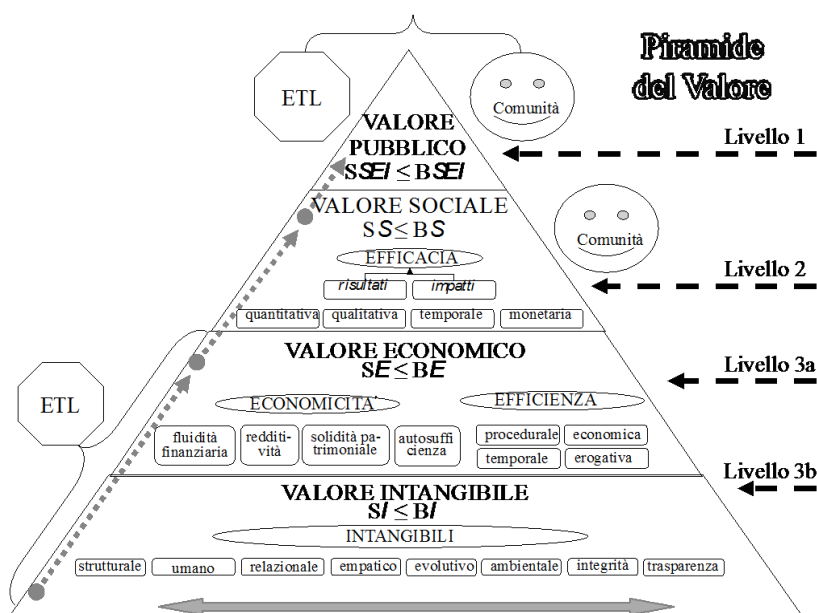 Piramide
del Valore
ETL
Comunità
VALORE
PUBBLICO
SSEI ≤ BSEI
Livello 1
VALORE SOCIALE
SS ≤ BS
Comunità
EFFICACIA
Livello 2
risultati impatti
quantitativa qualitativa temporale monetaria
VALORE ECONOMICO
SE ≤ BE
Livello 3a
ETL
ECONOMICITA' EFFICIENZA
fluidità
finanziaria
redditi-
vità
solidità pa-
trimoniale
autosuffi
cienza
procedurale economica
temporale erogativa
Livello 3b
VALORE INTANGIBILE
SI ≤ BI
INTANGIBILI
strutturale umano relazionale empatico evolutivo ambientale integrità trasparenza